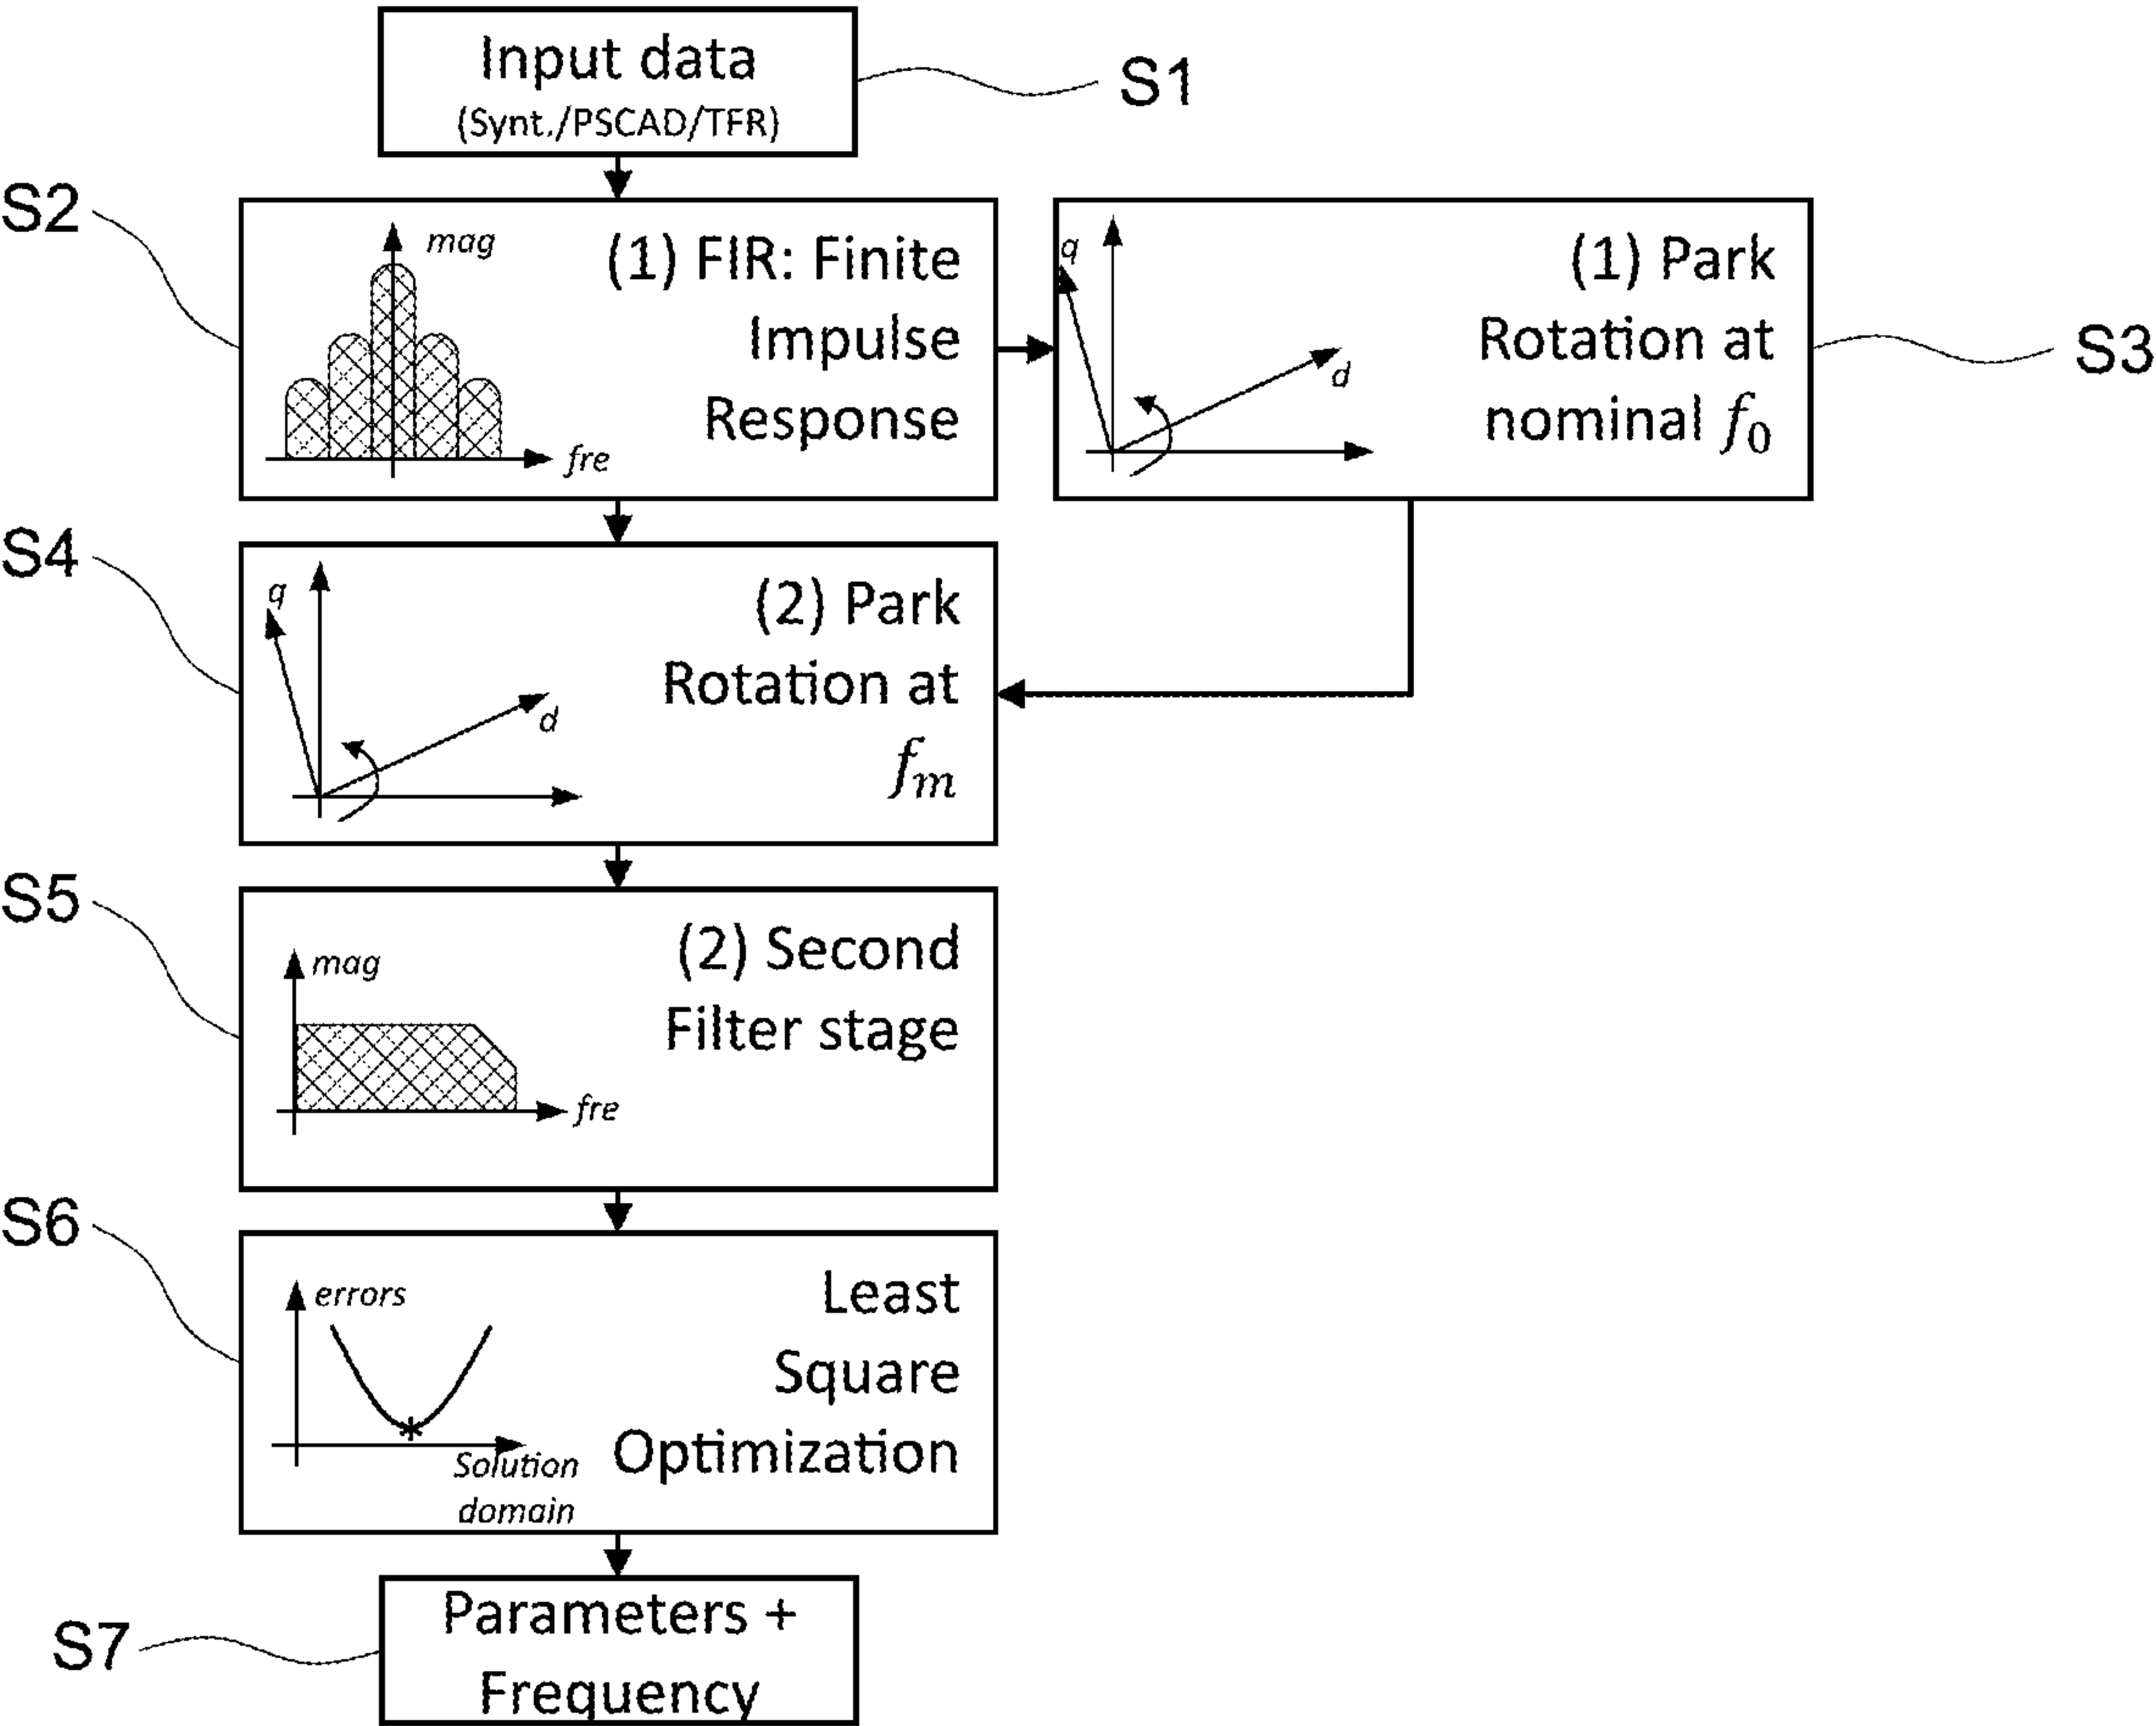 Input data
(Synt./PSCAD/TFR)
S1
S2
mag
fre
(1) FIR: Finite
Impulse
Response
q
d
(1) Park
Rotation at
nominal f0
S3
S4
q
d
(2) Park
Rotation at
fm
S5
mag
fre
(2) Second
Filter stage
S6
errors
Solution
domain
Least
Square
Optimization
S7
Parameters +
Frequency